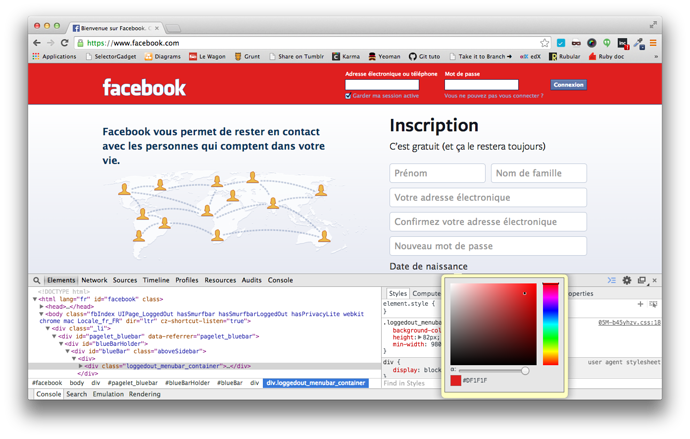 Bienvenue sur Facebook. C
https://www.facebook.com
Applications SelectorGadget Diagrams Le Wagon Grunt Share on Tumblr Karma Yeoman Git tuto Take it to Branch → edX Rubular Ruby doc
facebook
Adresse électronique ou téléphone Mot de passe
Connexion
Garder ma session active Vous ne pouvez pas vous connecter ?
Facebook vous permet de rester en contact
avec les personnes qui comptent dans votre
vie.
Inscription
C'est gratuit (et ça le restera toujours)
Prénom Nom de famille
Votre adresse électronique
Confirmez votre adresse électronique
Nouveau mot de passe
Date de naissance
Elements Network Sources Timeline Profiles Resources Audits Console
<!DOCTYPE html>
<html lang="fr" id="facebook" class>
<head>…</head>
<body class="fbIndex UIPage_LoggedOut hasSmurfbar hasSmurfbarLoggedOut hasPrivacyLite webkit
chrome mac Locale_fr_FR" dir="ltr" cz-shortcut-listen="true">
<div class="_li">
<div id="pagelet_bluebar" data-referrer="pagelet_bluebar">
<div id="blueBarHolder">
<div id="blueBar" class="aboveSidebar">
<div>
<div class="loggedout_menubar_container">…</div>
</div>
#facebook body div #pagelet_bluebar #blueBarHolder #blueBar div div.loggedout_menubar_container
Console Search Emulation Rendering
Styles Compute roperties
element.style {
}
.loggedout_menuba
05M-b45yhzv.css:18
background-co
height: 82px;
min-width: 980
}
div {
user agent stylesheet
display: bloc
Find in Styles
α:
#DF1F1F